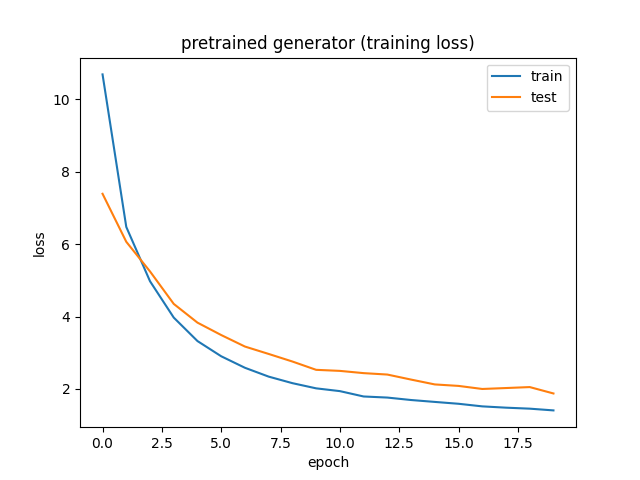 pretrained generator (training loss)
train
test
10
8
6
4
2
loss
0.0 2.5 5.0 7.5 10.0 12.5 15.0 17.5
epoch